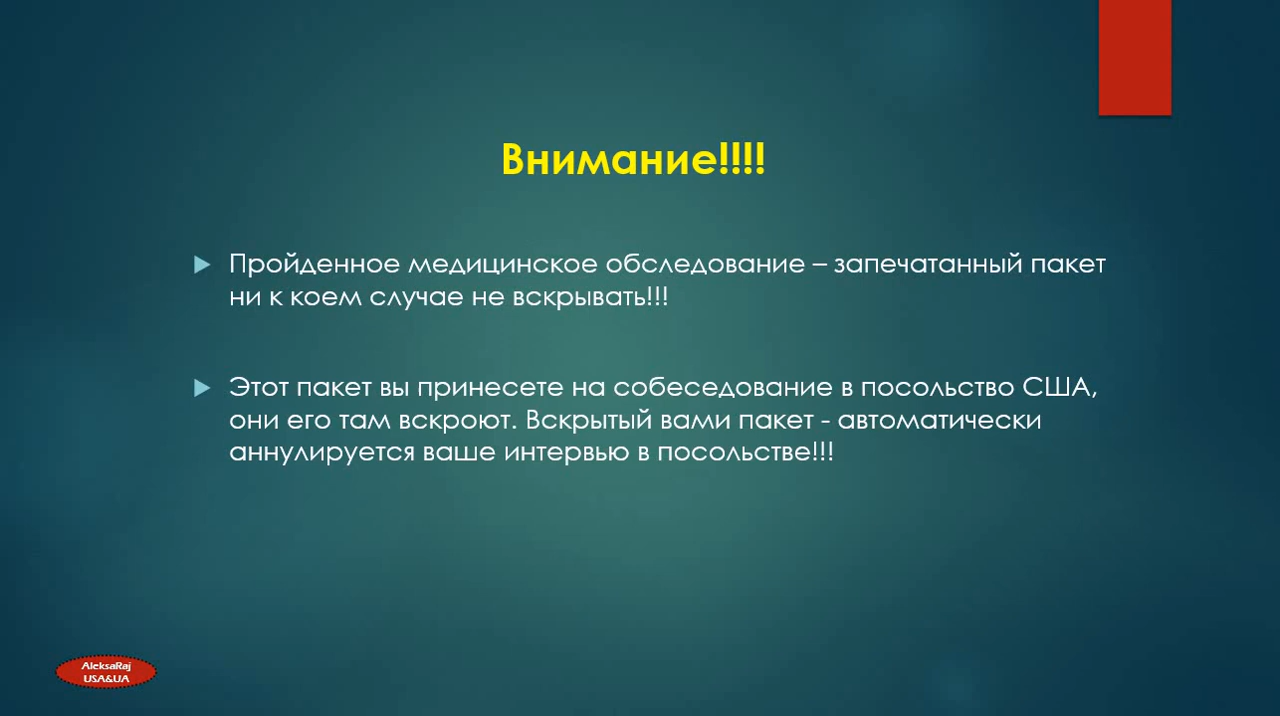 Внимание!!!!
Пройденное медицинское обследование – запечатанный пакет
ни к коем случае не вскрывать!!!
Этот пакет вы принесете на собеседование в посольство США,
они его там вскроют. Вскрытый вами пакет - автоматически
аннулируется ваше интервью в посольстве!!!
AleksaRaj
USA&UA